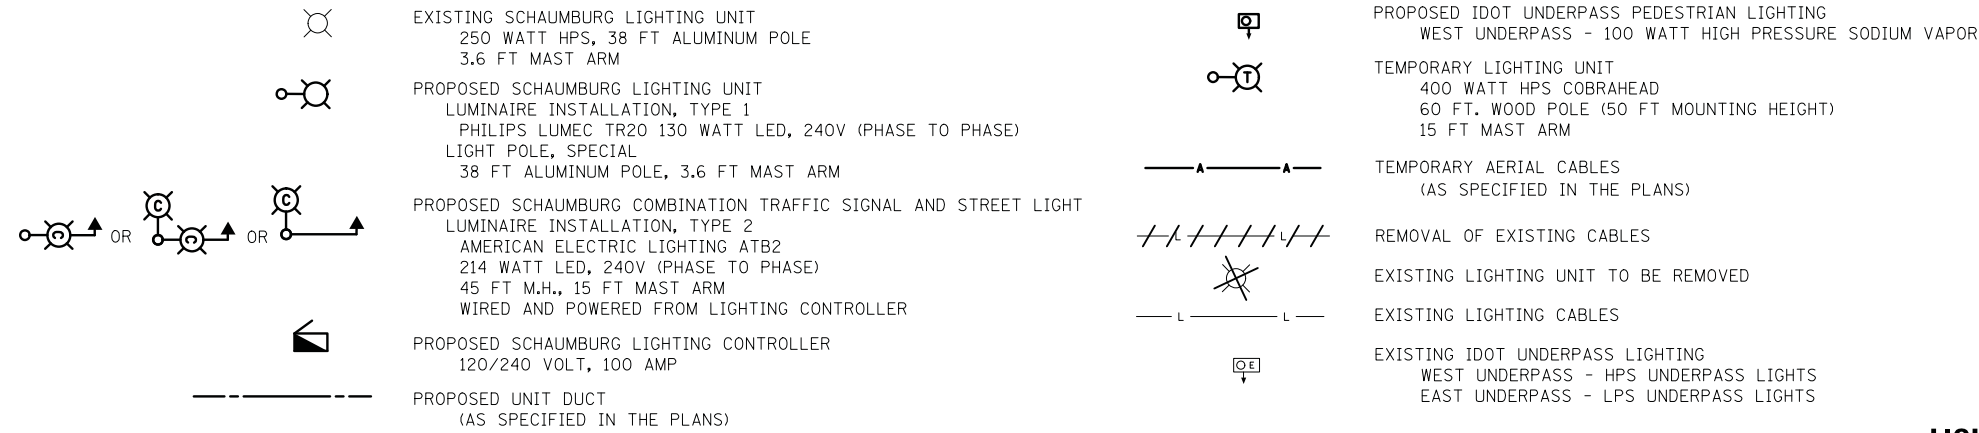 EXISTING SCHAUMBURG LIGHTING UNIT
250 WATT HPS, 38 FT ALUMINUM POLE
3.6 FT MAST ARM
PROPOSED SCHAUMBURG LIGHTING UNIT
LUMINAIRE INSTALLATION, TYPE 1
PHILIPS LUMEC TR20 130 WATT LED, 240V (PHASE TO PHASE)
LIGHT POLE, SPECIAL
38 FT ALUMINUM POLE, 3.6 FT MAST ARM
C OR C C OR C
PROPOSED SCHAUMBURG COMBINATION TRAFFIC SIGNAL AND STREET LIGHT
LUMINAIRE INSTALLATION, TYPE 2
AMERICAN ELECTRIC LIGHTING ATB2
214 WATT LED, 240V (PHASE TO PHASE)
45 FT M.H., 15 FT MAST ARM
WIRED AND POWERED FROM LIGHTING CONTROLLER
PROPOSED SCHAUMBURG LIGHTING CONTROLLER
120/240 VOLT, 100 AMP
PROPOSED UNIT DUCT
(AS SPECIFIED IN THE PLANS)
PROPOSED IDOT UNDERPASS PEDESTRIAN LIGHTING
WEST UNDERPASS - 100 WATT HIGH PRESSURE SODIUM VAPOR
T
TEMPORARY LIGHTING UNIT
400 WATT HPS COBRAHEAD
60 FT. WOOD POLE (50 FT MOUNTING HEIGHT)
15 FT MAST ARM
A A
TEMPORARY AERIAL CABLES
(AS SPECIFIED IN THE PLANS)
L L
REMOVAL OF EXISTING CABLES
EXISTING LIGHTING UNIT TO BE REMOVED
L L
EXISTING LIGHTING CABLES
E
EXISTING IDOT UNDERPASS LIGHTING
WEST UNDERPASS - HPS UNDERPASS LIGHTS
EAST UNDERPASS - LPS UNDERPASS LIGHTS